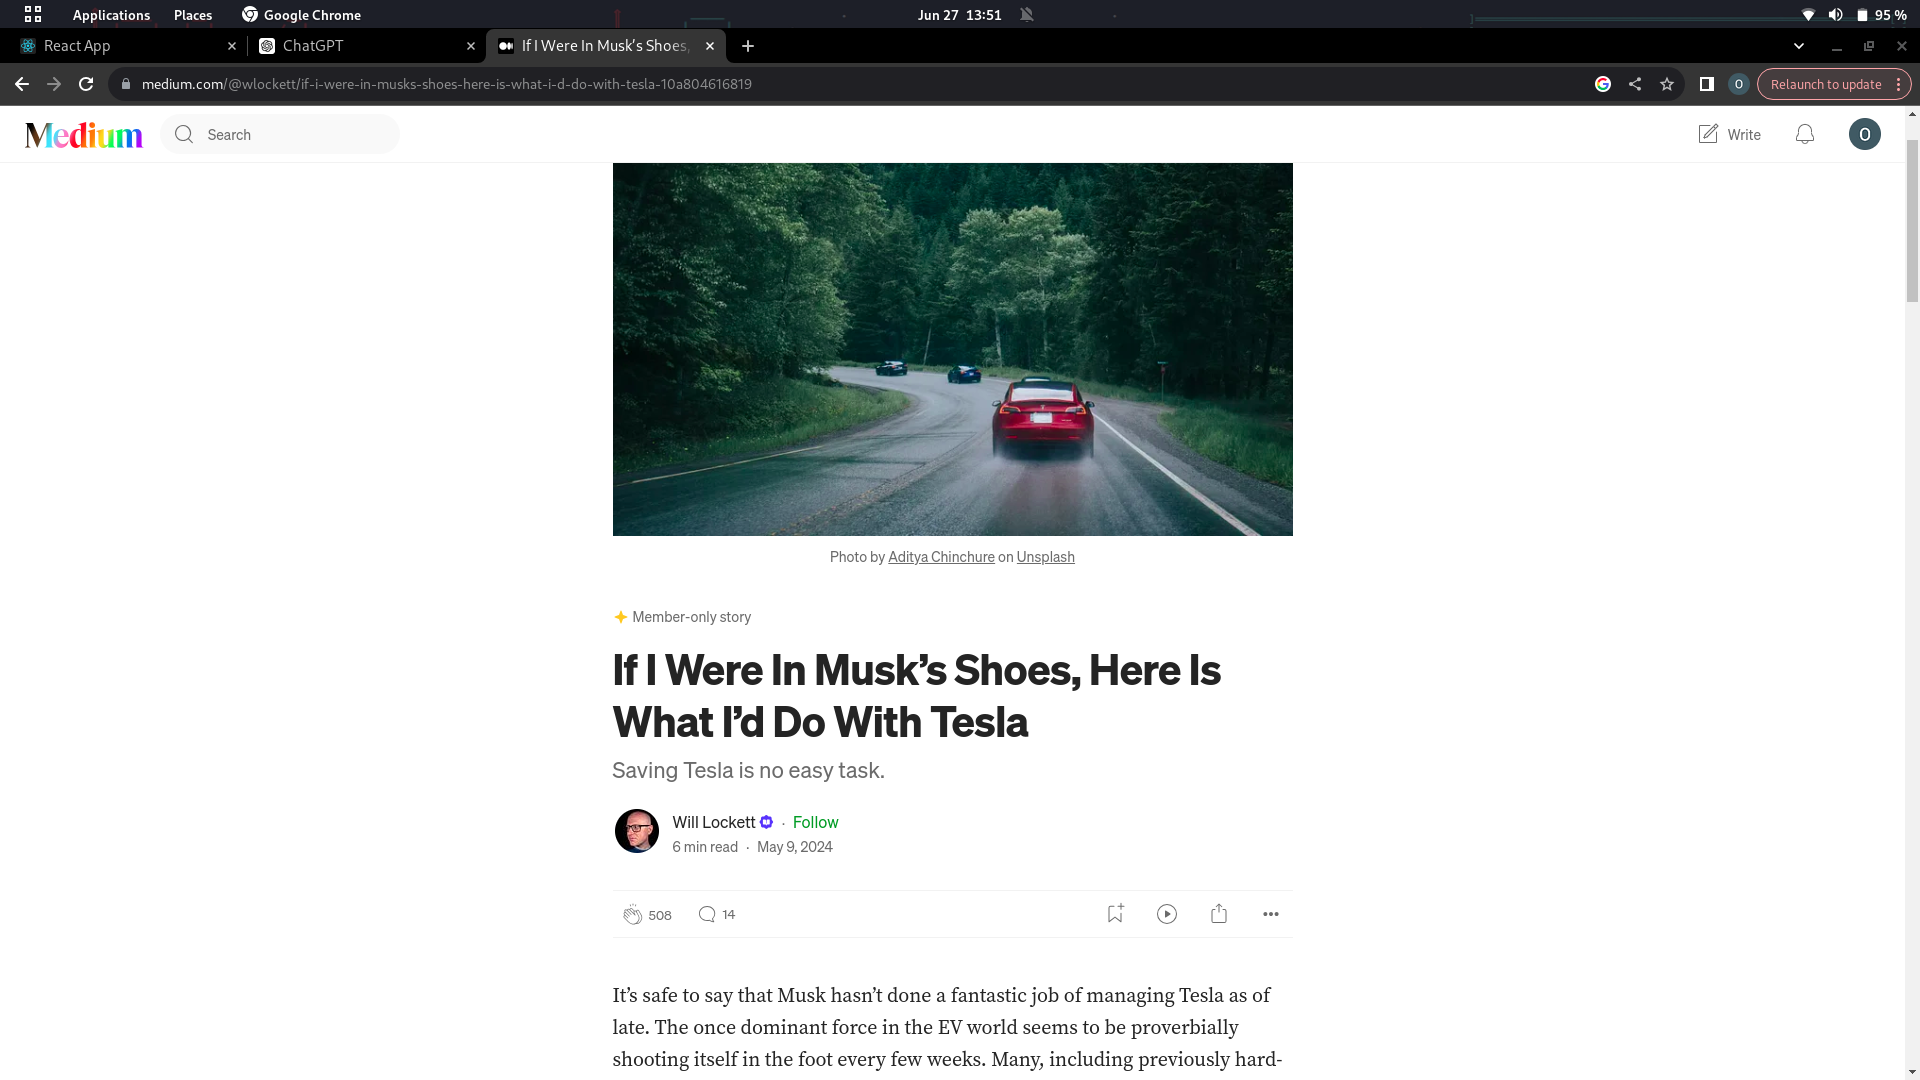 Applications Places Google Chrome Jun 27 13:51 95 %
React App ChatGPT If I Were In Musk's Shoes,
medium.com/@wlockett/if-i-were-in-musks-shoes-here-is-what-i-d-do-with-tesla-10a804616819 O Relaunch to update
Medium Search Write O
Photo by Aditya Chinchure on Unsplash
Member-only story
If I Were In Musk’s Shoes, Here Is
What I’d Do With Tesla
Saving Tesla is no easy task.
Will Lockett · Follow
6 min read · May 9, 2024
508 14
It’s safe to say that Musk hasn’t done a fantastic job of managing Tesla as of
late. The once dominant force in the EV world seems to be proverbially
shooting itself in the foot every few weeks. Many, including previously hard-